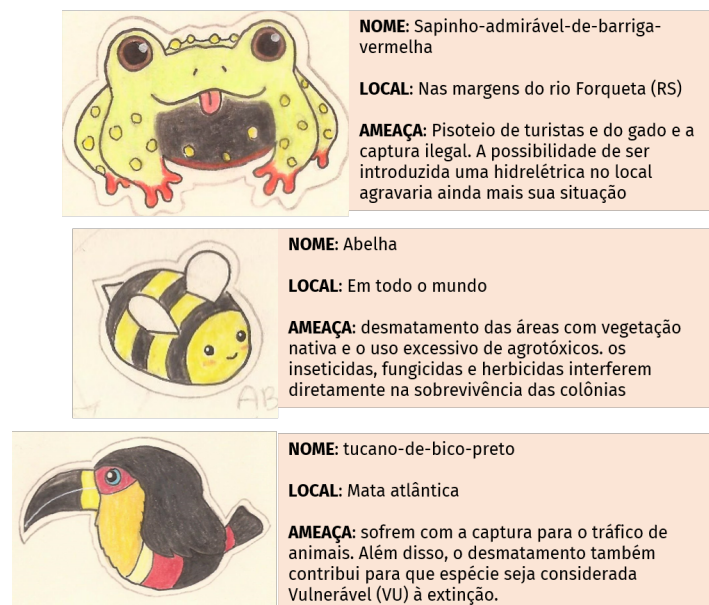 NOME: Sapinho-admirável-de-barriga-
vermelha
LOCAL: Nas margens do rio Forqueta (RS)
AMEAÇA: Pisoteio de turistas e do gado e a
captura ilegal. A possibilidade de ser
introduzida uma hidrelétrica no local
agravaria ainda mais sua situação
NOME: Abelha
LOCAL: Em todo o mundo
AMEAÇA: desmatamento das áreas com vegetação
nativa e o uso excessivo de agrotóxicos. os
inseticidas, fungicidas e herbicidas interferem
diretamente na sobrevivência das colônias
AB
NOME: tucano-de-bico-preto
LOCAL: Mata atlântica
AMEAÇA: sofrem com a captura para o tráfico de
animais. Além disso, o desmatamento também
contribui para que espécie seja considerada
Vulnerável (VU) à extinção.